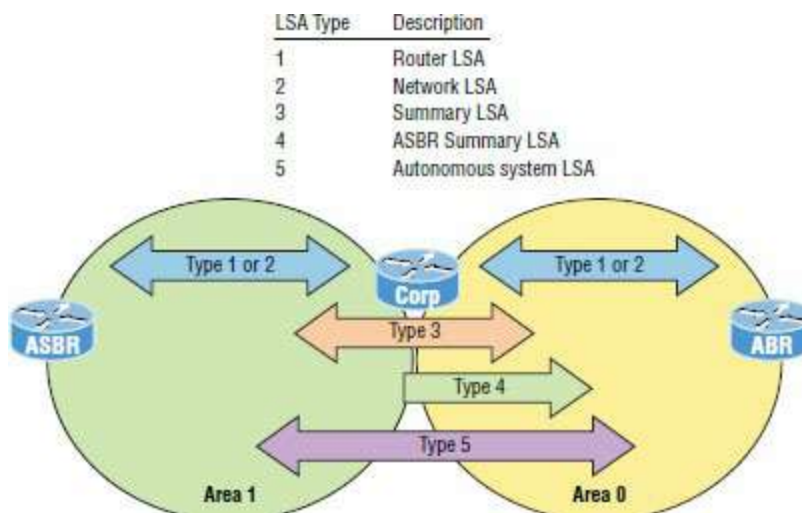 LSA Type Description
1 Router LSA
2 Network LSA
3 Summary LSA
4 ASBR Summary LSA
5 Autonomous system LSA
Type 1 or 2
Type 1 or 2
Corp
ASBR
Type 3
ABR
Type 4
Type 5
Area 1
Area 0